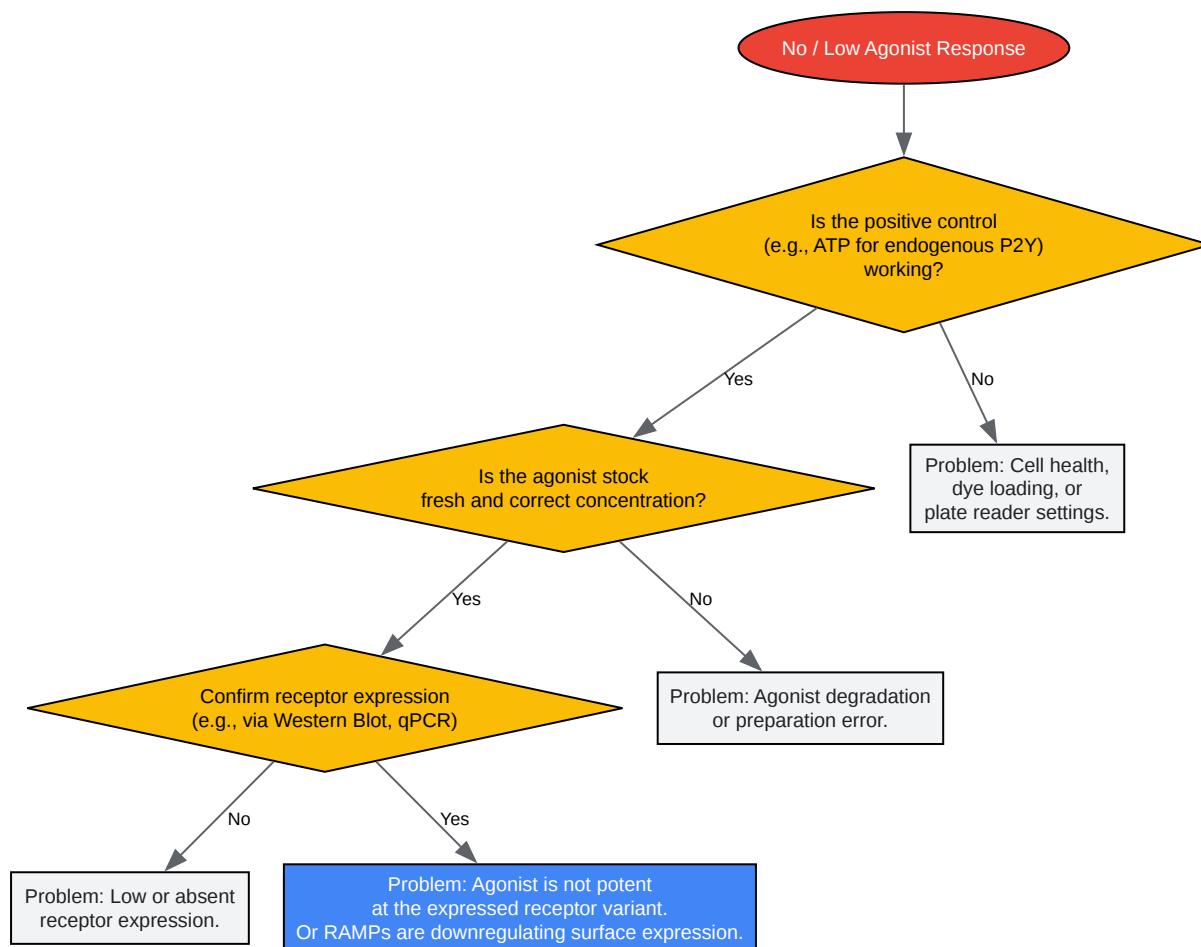 No / Low Agonist Response
Is the positive control
(e.g., ATP for endogenous P2Y)
working?
Yes
No
Is the agonist stock
fresh and correct concentration?
Problem: Cell health,
dye loading, or
plate reader settings.
Yes
No
Confirm receptor expression
(e.g., via Western Blot, qPCR)
Problem: Agonist degradation
or preparation error.
No
Yes
Problem: Low or absent
receptor expression.
Problem: Agonist is not potent
at the expressed receptor variant.
Or RAMPs are downregulating surface expression.